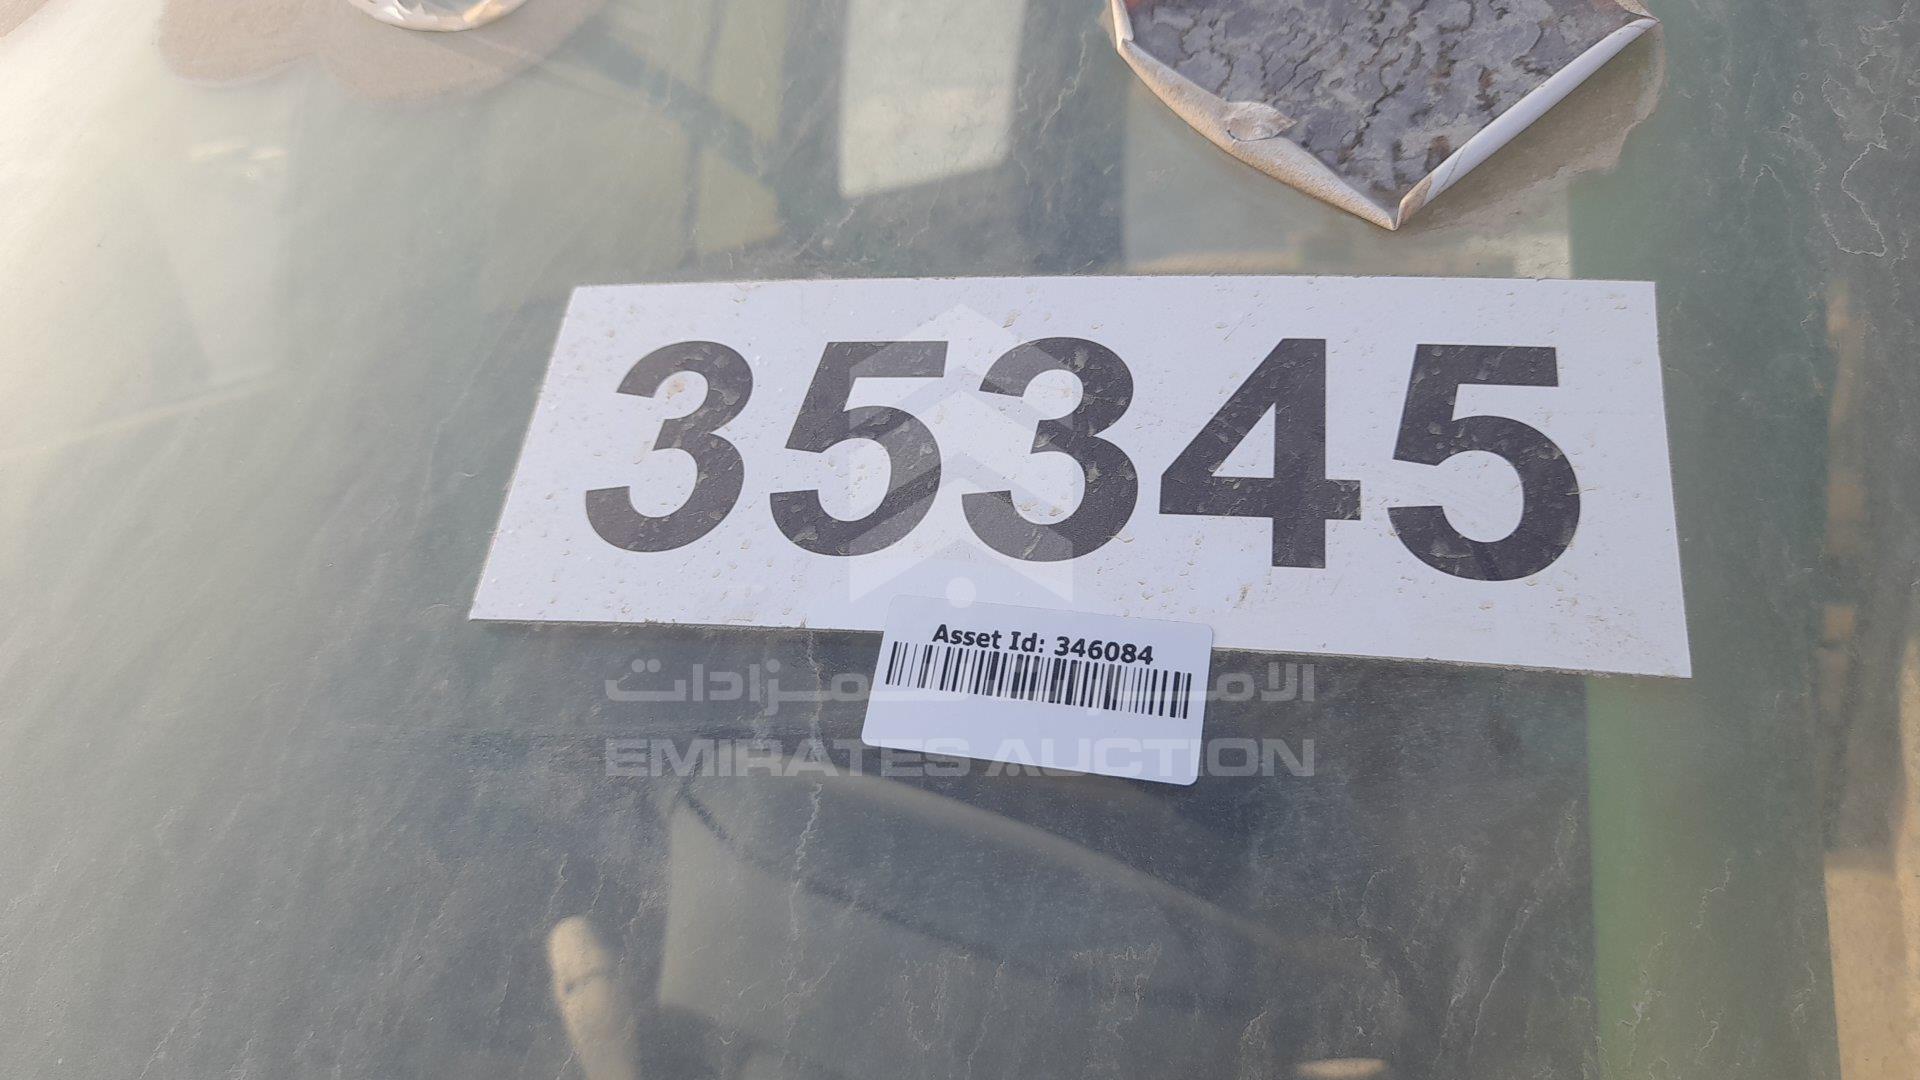 35345
Asset Id: 346084
الامارات للمزادات
EMIRATES AUCTION